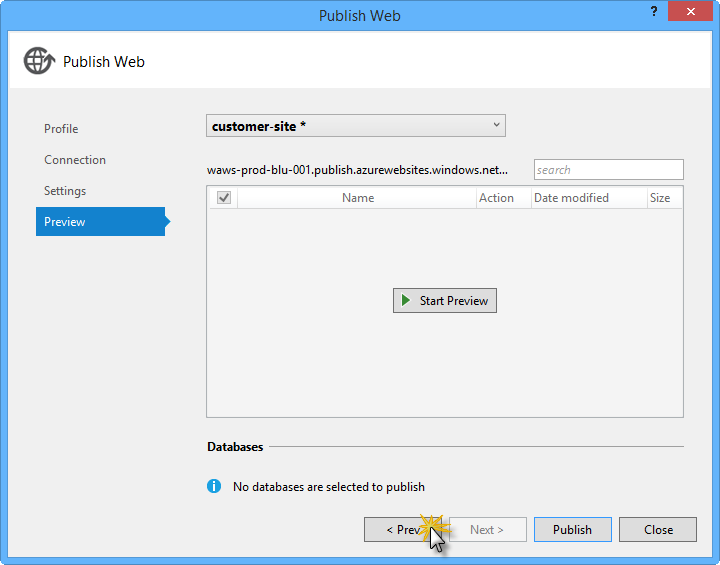 Publish Web
?
Publish Web
Profile
Connection
Settings
Preview
customer-site *
waws-prod-blu-001.publish.azurewebsites.windows.net...
search
Name Action Date modified Size
Start Preview
Databases
No databases are selected to publish
< Prev Next > Publish Close